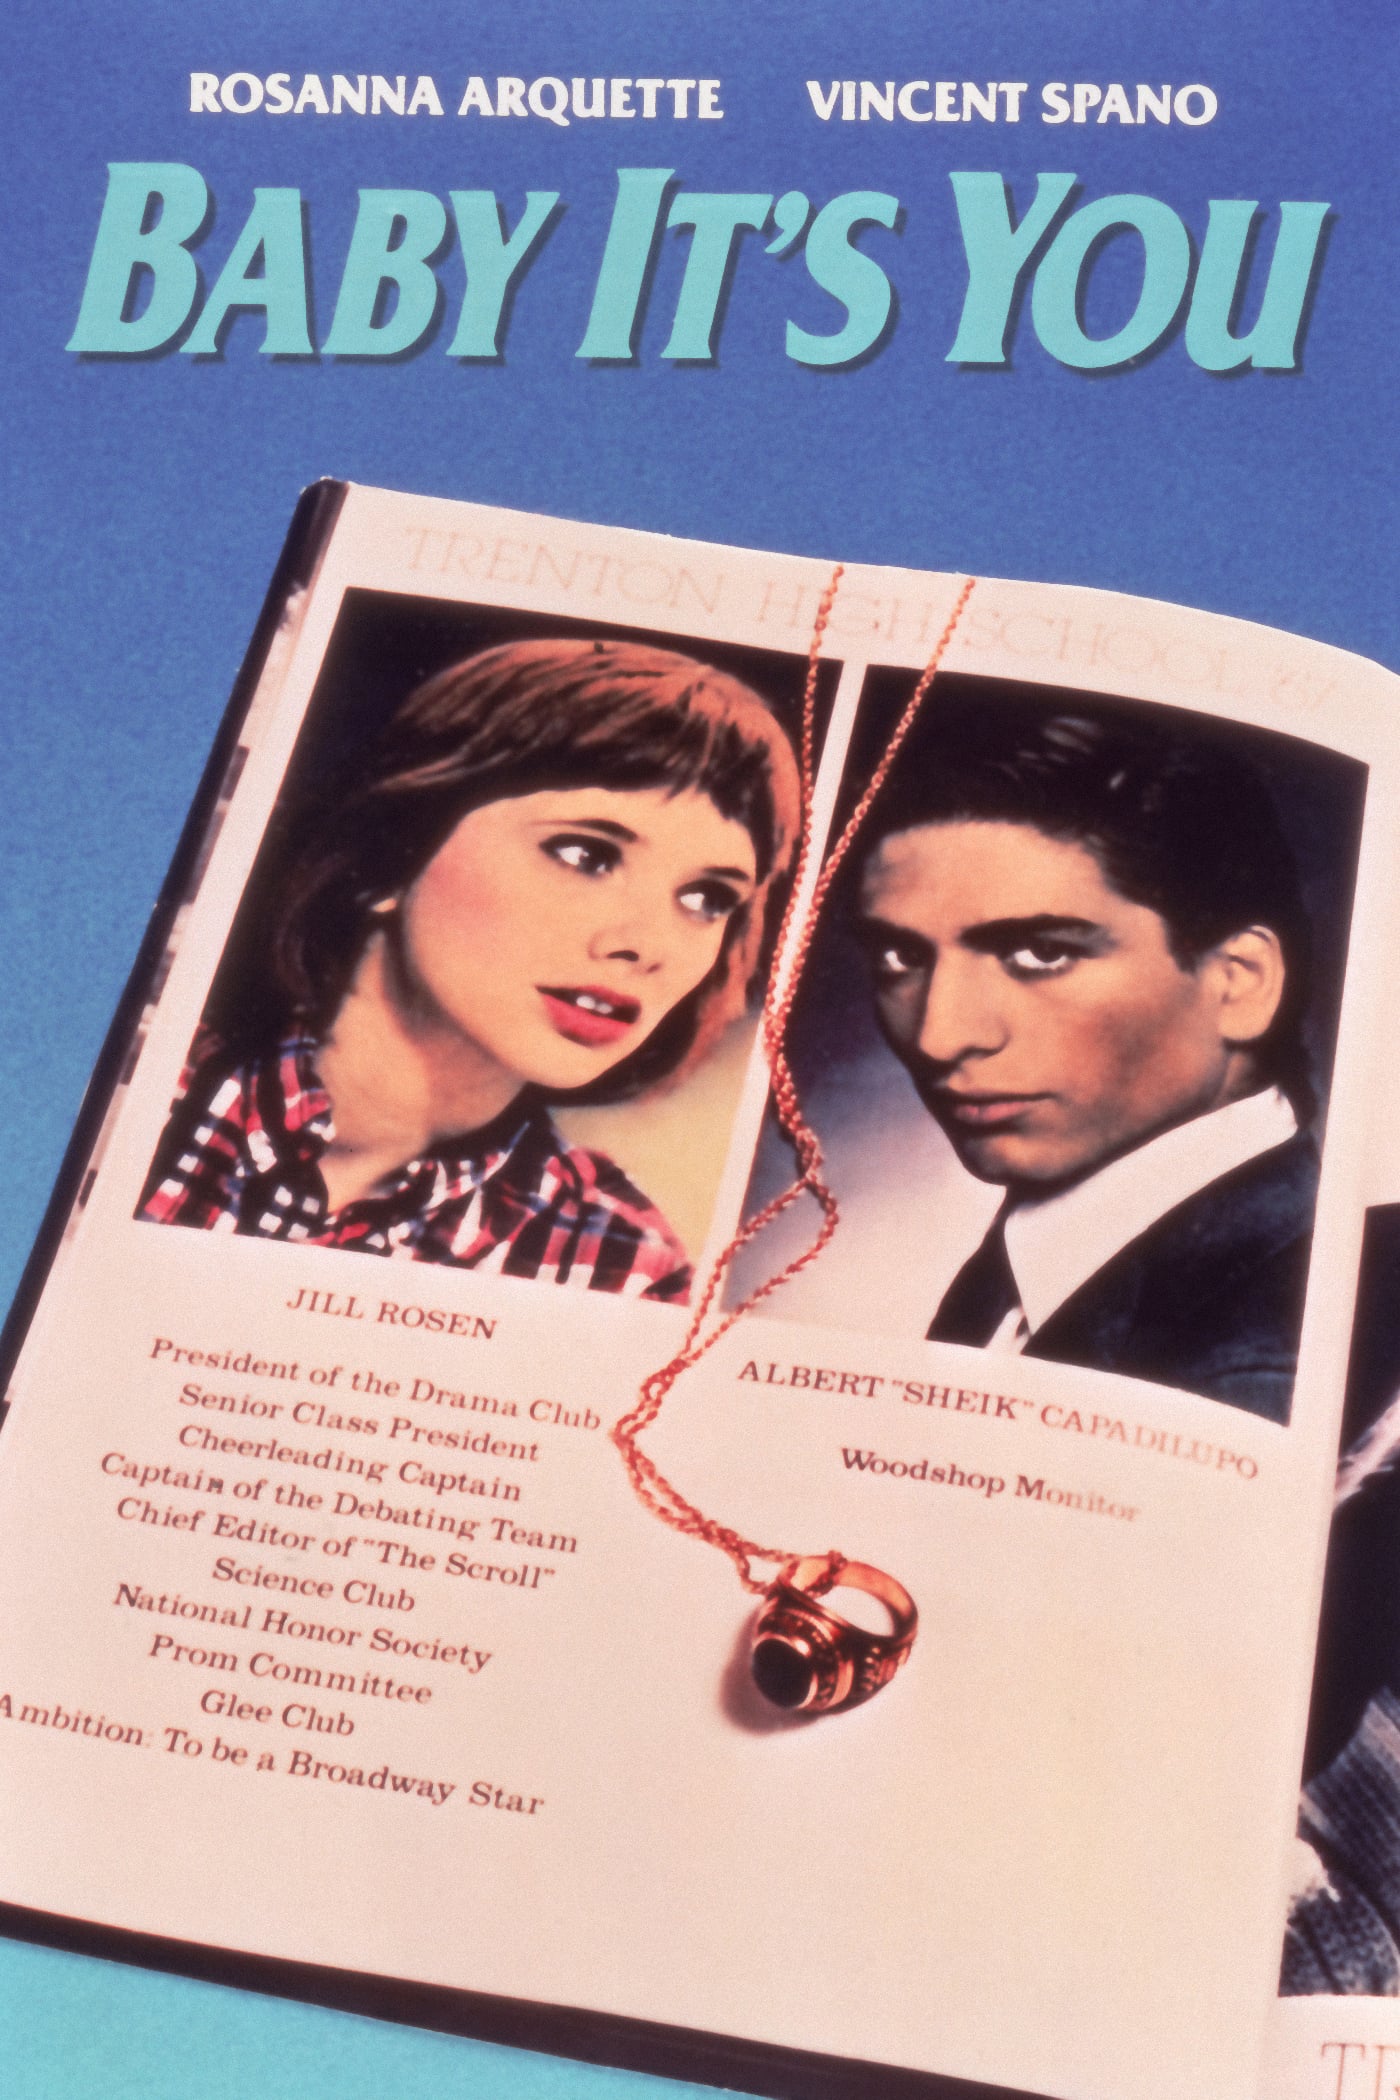 ROSANNA ARQUETTE VINCENT SPANO
BABY IT'S YOU
TRENTON HIGH SCHOOL '67
JILL ROSEN
President of the Drama Club
Senior Class President
Cheerleading Captain
Captain of the Debating Team
Chief Editor of "The Scroll"
Science Club
National Honor Society
Prom Committee
Glee Club
Ambition: To be a Broadway Star
ALBERT "SHEIK" CAPADILUPO
Woodshop Monitor